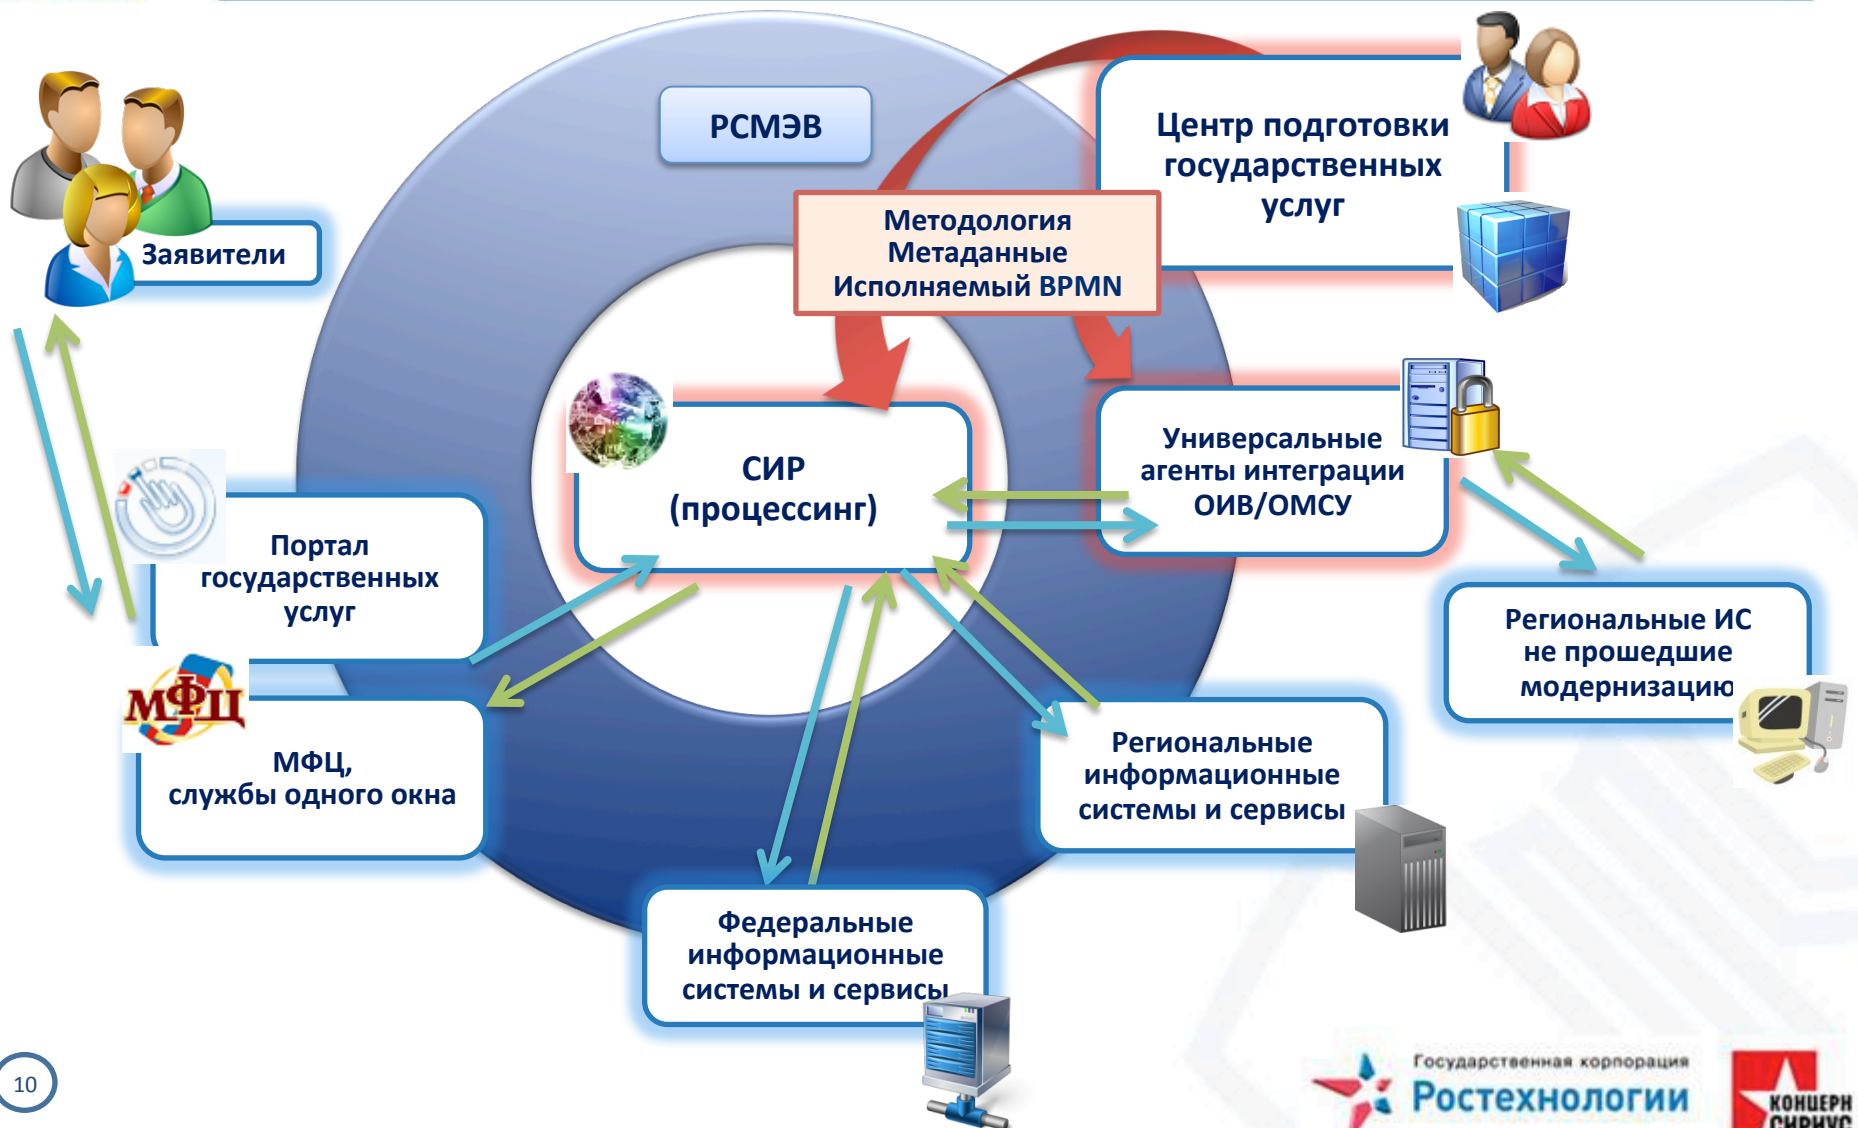 РСМЭВ
Центр подготовки
государственных
услуг
Методология
Метаданные
Исполняемый BPMN
Заявители
СИР
(процессинг)
Универсальные
агенты интеграции
ОИВ/ОМСУ
Портал
государственных
услуг
Региональные ИС
не прошедшие
модернизацию
МФЦ
МФЦ,
службы одного окна
Региональные
информационные
системы и сервисы
Федеральные
информационные
системы и сервисы
10
Государственная корпорация
Ростехнологии
КОНЦЕРН
СИРИУС